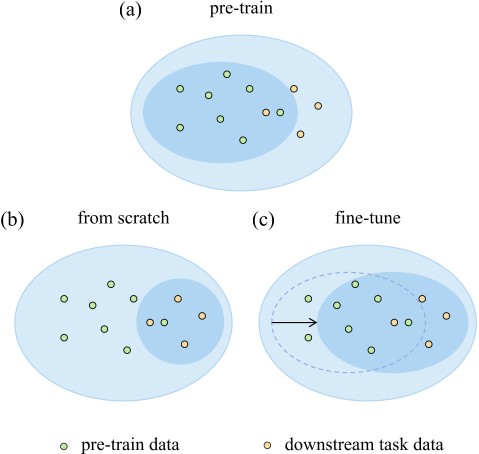 (a) pre-train
(b) from scratch
(c) fine-tune
pre-train data
downstream task data